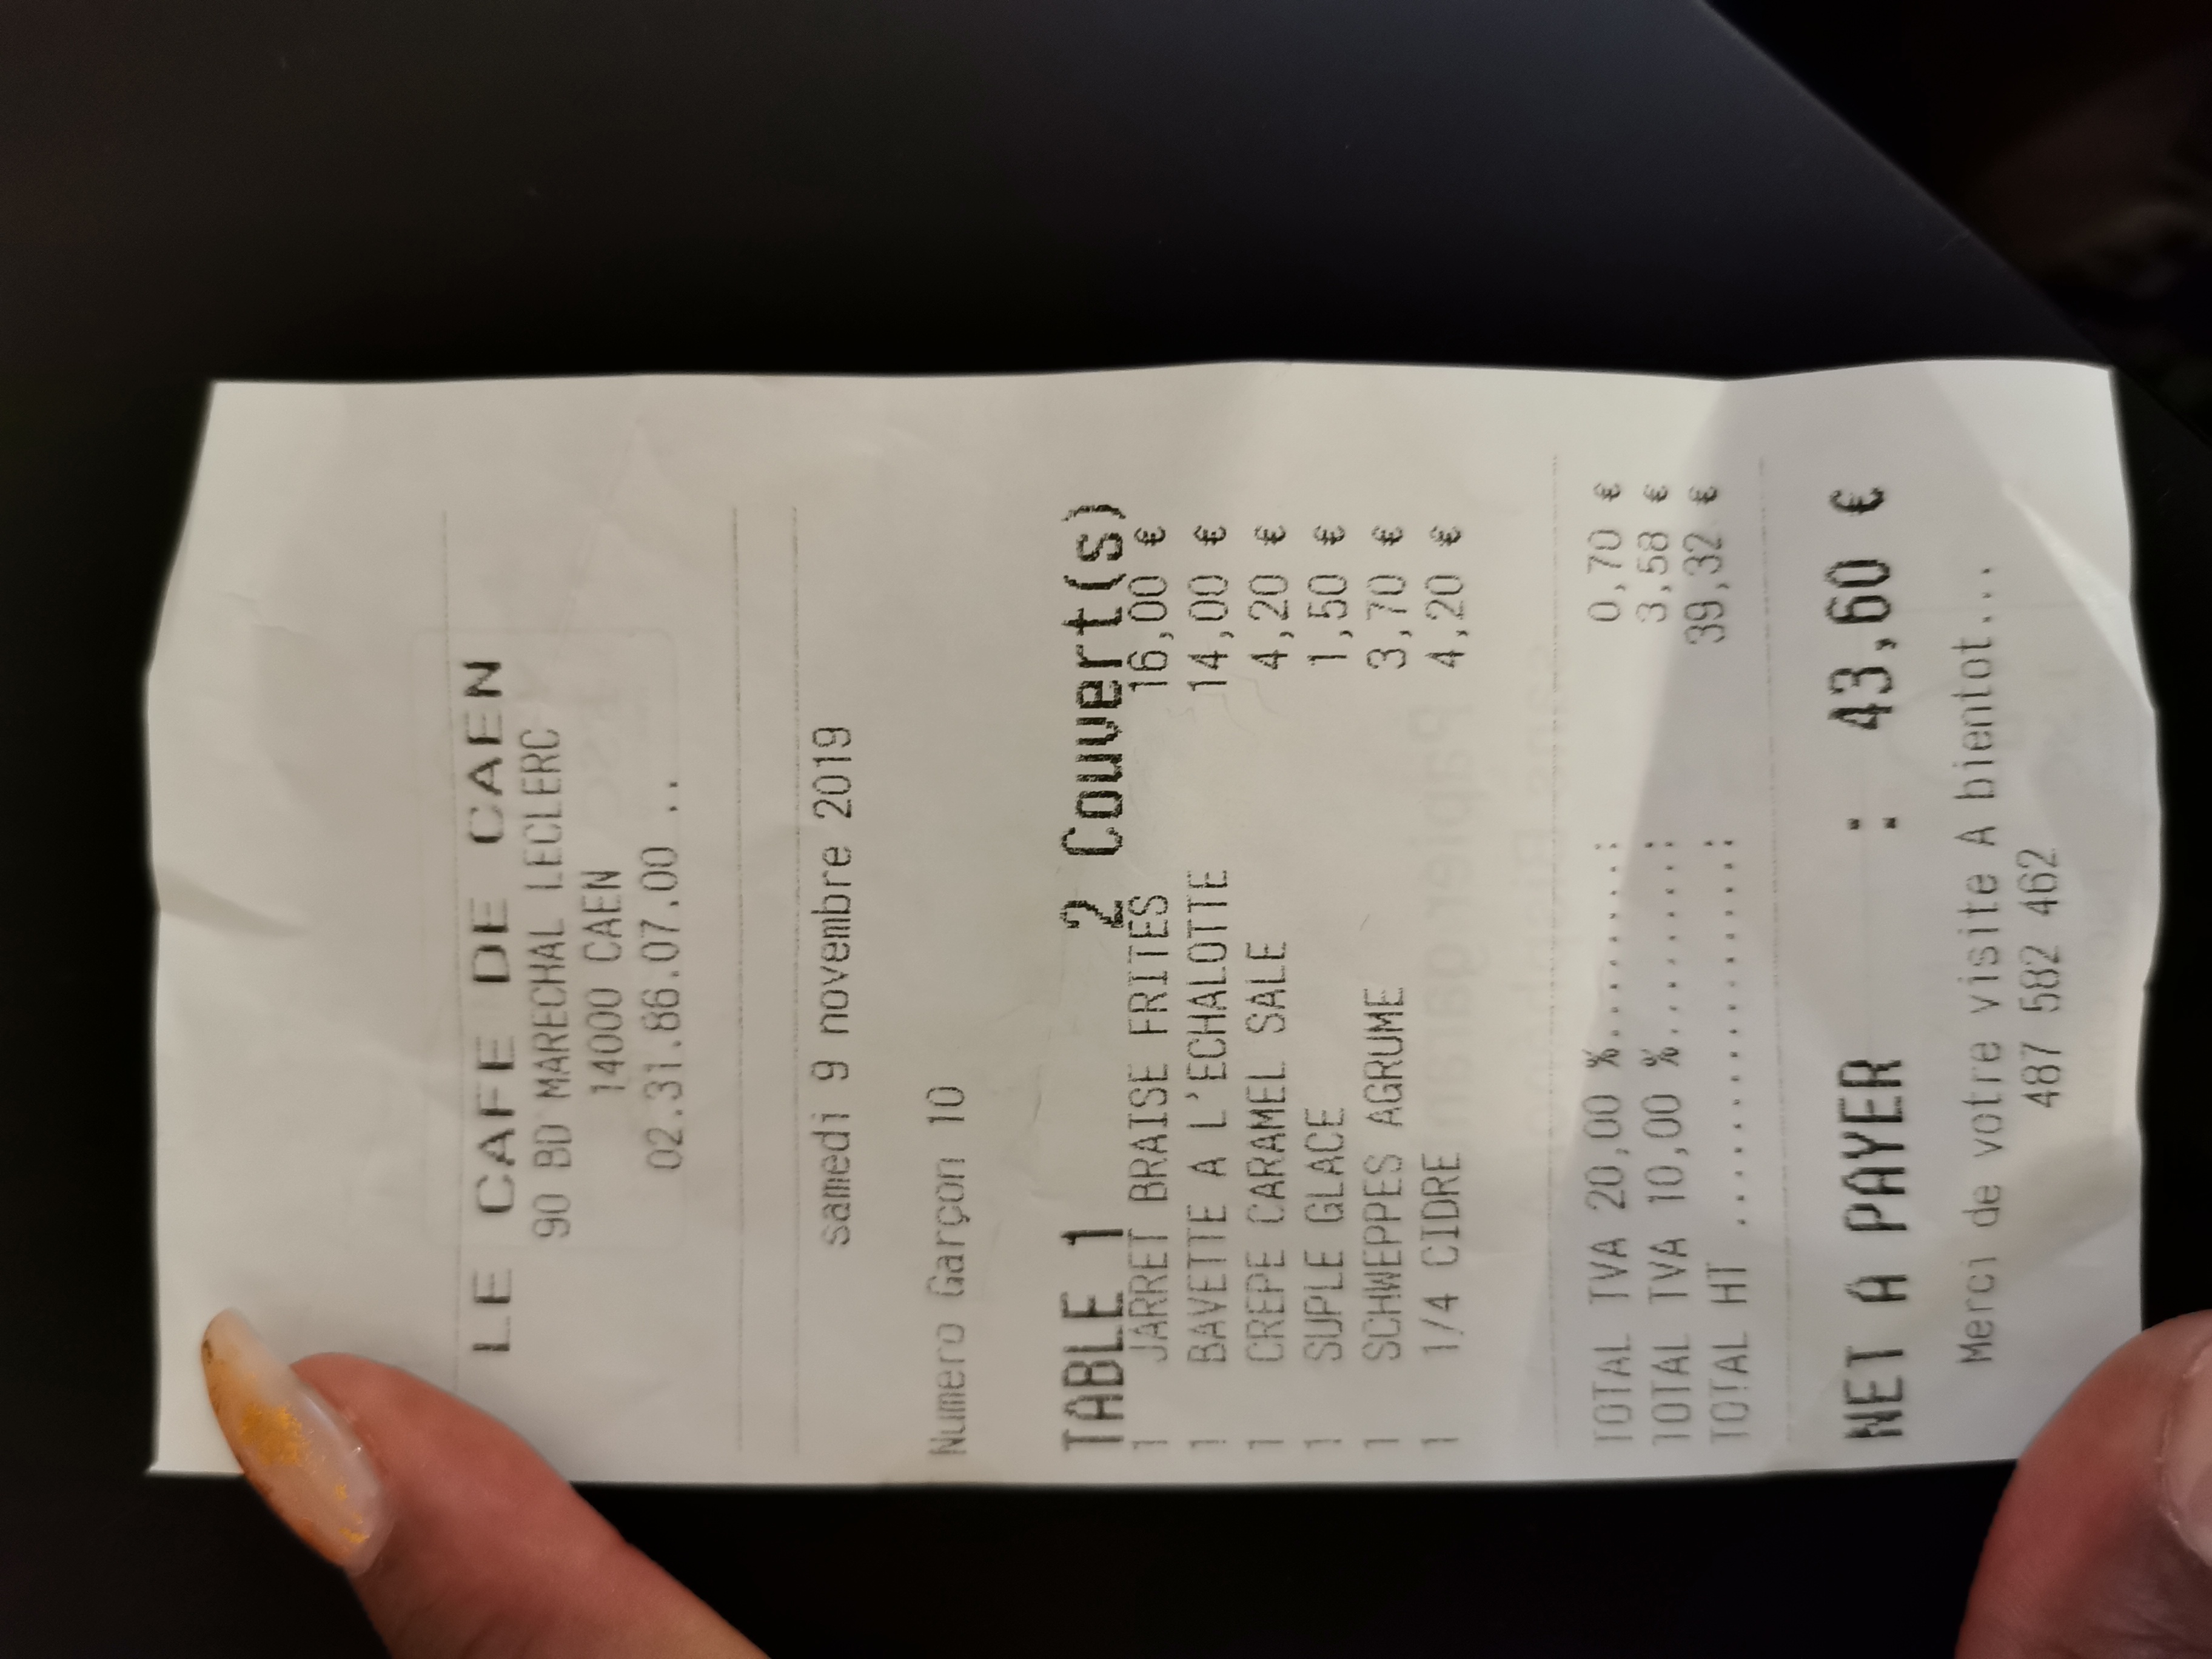 LE CAFE DE CAEN
90 BD MARECHAL LECLERC
14000 CAEN
02.31.86.07.00 ..
samedi 9 novembre 2019
Numero Garçon 10
TABLE 1 2 Couvert(s)
1 JARRET BRAISE FRITES 16,00 €
1 BAVETTE A L'ECHALOTTE 14,00 €
1 CREPE CARAMEL SALE 4,20 €
1 SUPLE GLACE 1,50 €
1 SCHWEPPES AGRUME 3,70 €
1 1/4 CIDRE 4,20 €
TOTAL TVA 20,00 %.........: 0,70 €
TOTAL TVA 10,00 %.........: 3,58 €
TOTAL HT .................: 39,32 €
NET A PAYER : 43,60 €
Merci de votre visite A bientot...
487 582 462